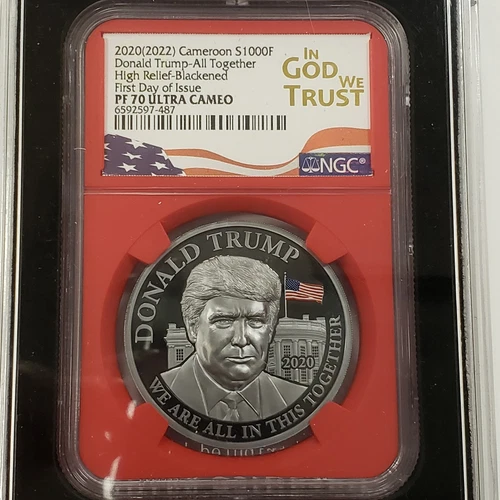 2020(2022) Cameroon S1000F
Donald Trump-All Together
High Relief-Blackened
First Day of Issue
PF 70 ULTRA CAMEO
6592597-487
IN
GOD WE
TRUST
NGC®
DONALD TRUMP
2020
WE ARE ALL IN THIS TOGETHER